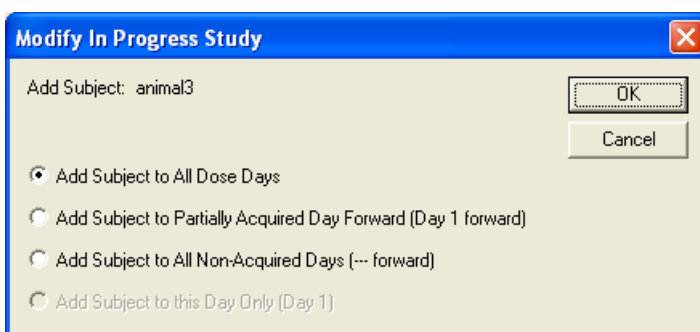 Modify In Progress Study
Add Subject: animal3
OK
Cancel
Add Subject to All Dose Days
Add Subject to Partially Acquired Day Forward (Day 1 forward)
Add Subject to All Non-Acquired Days (--- forward)
Add Subject to this Day Only (Day 1)